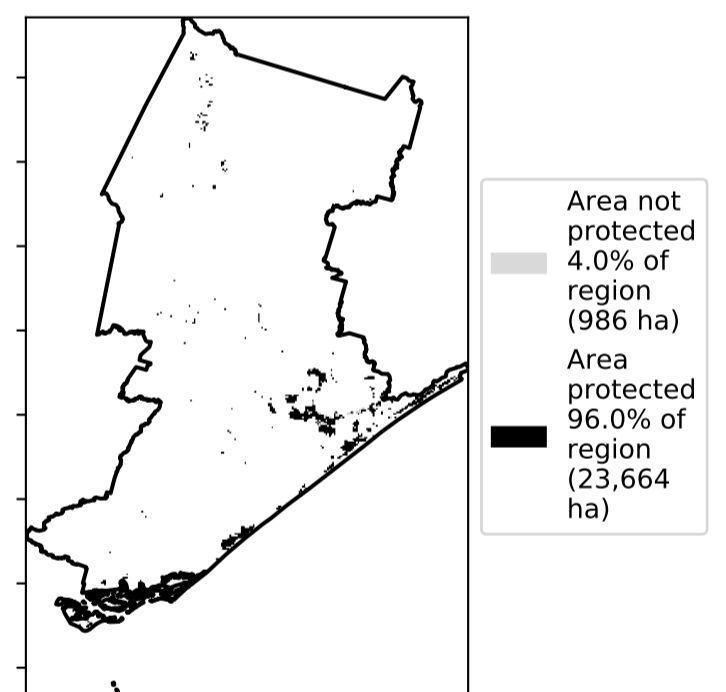 Area not
protected
4.0% of
region
(986 ha)
Area
protected
96.0% of
region
(23,664
ha)